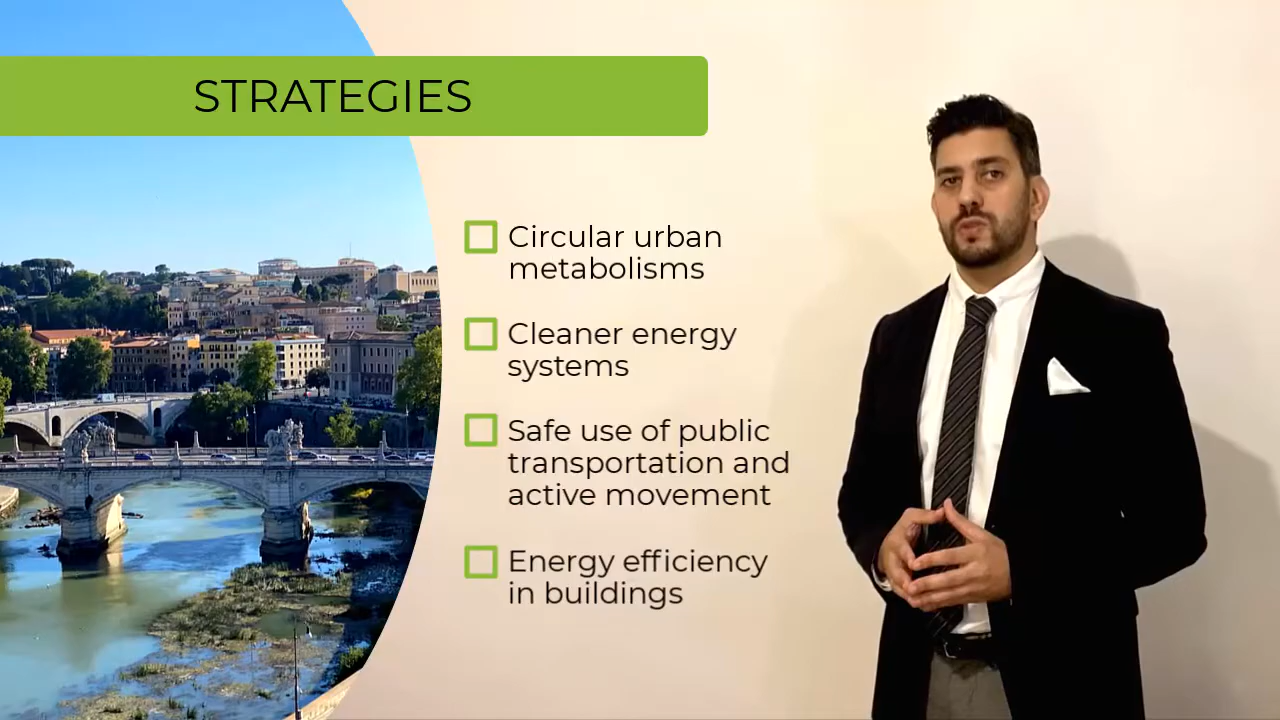 STRATEGIES
Circular urban
metabolisms
Cleaner energy
systems
Safe use of public
transportation and
active movement
Energy efficiency
in buildings